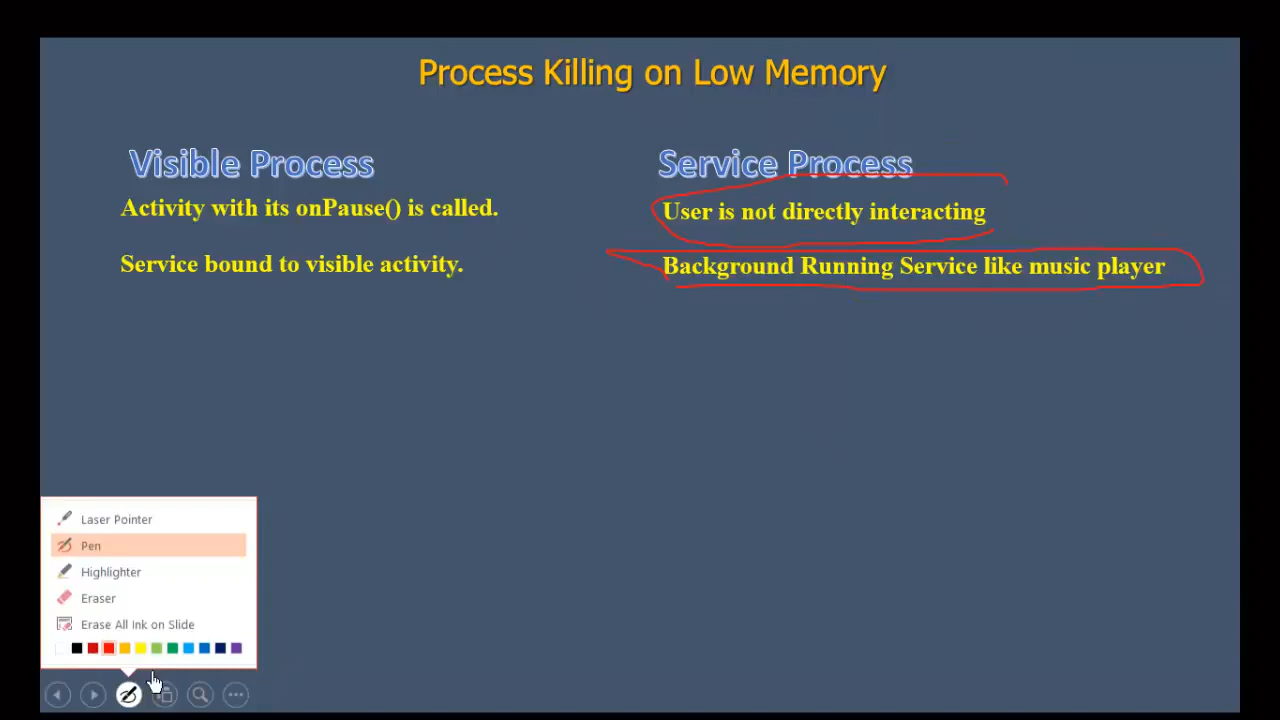 Process Killing on Low Memory
Visible Process
Activity with its onPause() is called.
Service bound to visible activity.
Service Process
User is not directly interacting
Background Running Service like music player
Laser Pointer
Pen
Highlighter
Eraser
Erase All Ink on Slide